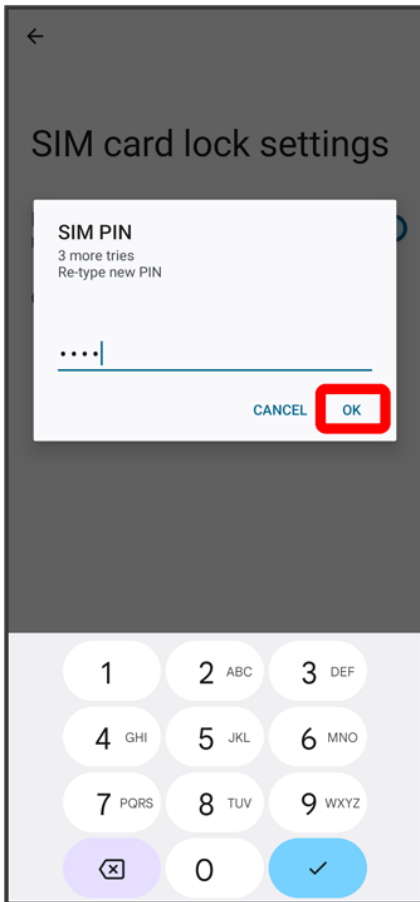 SIM card lock settings
SIM PIN
3 more tries
Re-type new PIN
••••
CANCEL OK
1 2 ABC 3 DEF
4 GHI 5 JKL 6 MNO
7 PQRS 8 TUV 9 WXYZ
0